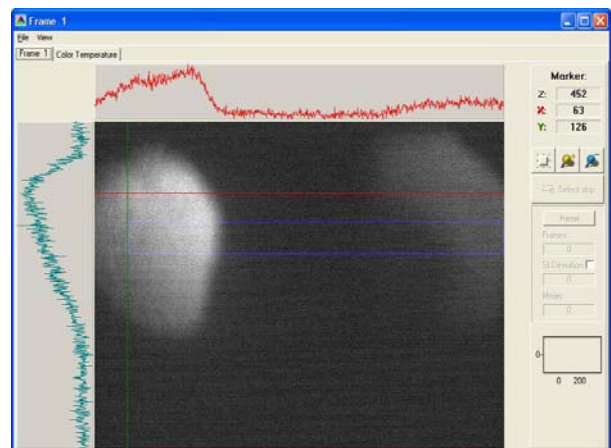 Frame 1
File View
Frame 1 Color Temperature
Marker:
Z: 452
X: 63
Y: 126
Select strip
Frames :
0
St.Deviation
0
Mean :
0
0-
0 200